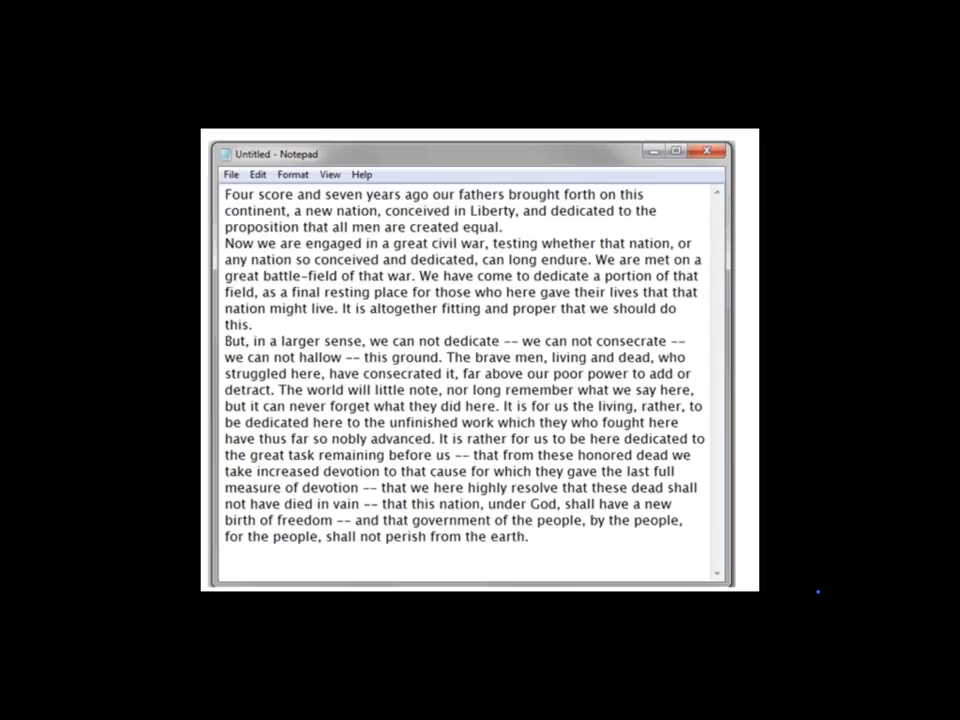 Untitled - Notepad
File Edit Format View Help
Four score and seven years ago our fathers brought forth on this
continent, a new nation, conceived in Liberty, and dedicated to the
proposition that all men are created equal.
Now we are engaged in a great civil war, testing whether that nation, or
any nation so conceived and dedicated, can long endure. We are met on a
great battle-field of that war. We have come to dedicate a portion of that
field, as a final resting place for those who here gave their lives that that
nation might live. It is altogether fitting and proper that we should do
this.
But, in a larger sense, we can not dedicate -- we can not consecrate --
we can not hallow -- this ground. The brave men, living and dead, who
struggled here, have consecrated it, far above our poor power to add or
detract. The world will little note, nor long remember what we say here,
but it can never forget what they did here. It is for us the living, rather, to
be dedicated here to the unfinished work which they who fought here
have thus far so nobly advanced. It is rather for us to be here dedicated to
the great task remaining before us -- that from these honored dead we
take increased devotion to that cause for which they gave the last full
measure of devotion -- that we here highly resolve that these dead shall
not have died in vain -- that this nation, under God, shall have a new
birth of freedom -- and that government of the people, by the people,
for the people, shall not perish from the earth.